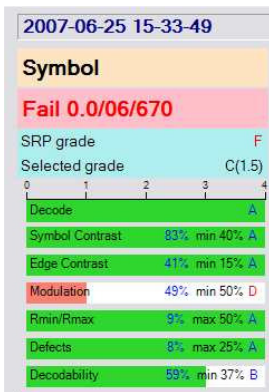 2007-06-25 15-33-49
Symbol
Fail 0.0/06/670
SRP grade F
Selected grade C(1.5)
0 1 2 3 4
Decode A
Symbol Contrast 83% min 40% A
Edge Contrast 41% min 15% A
Modulation 49% min 50% D
Rmin/Rmax 9% max 50% A
Defects 8% max 25% A
Decodability 59% min 37% B